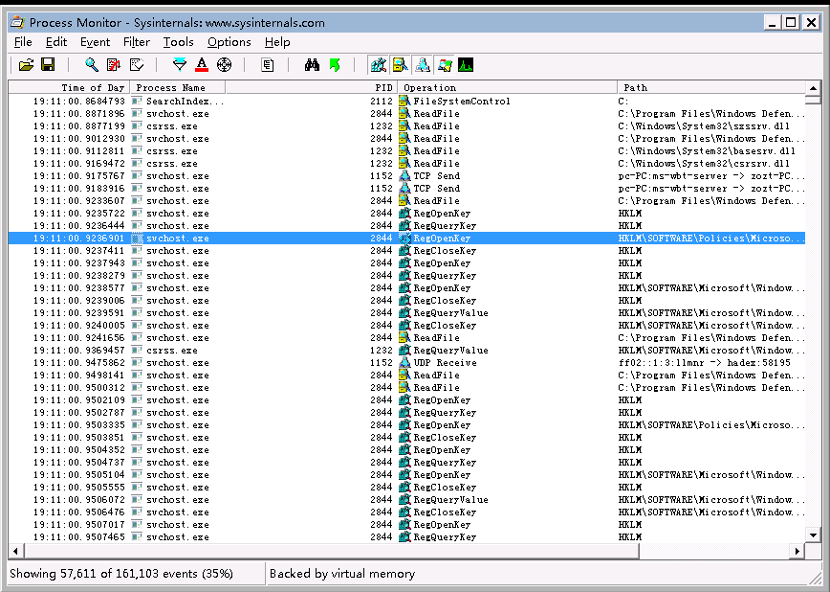 Process Monitor - Sysinternals: www.sysinternals.com
File Edit Event Filter Tools Options Help
Time of Day Process Name PID Operation Path
19:11:00.8684793 SearchIndex... 2112 FileSystemControl C:
19:11:00.8871896 svchost.exe 2844 ReadFile C:\Program Files\Windows Defen...
19:11:00.8877199 csrss.exe 1232 ReadFile C:\Windows\System32\sxssrv.dll
19:11:00.9012930 svchost.exe 2844 ReadFile C:\Program Files\Windows Defen...
19:11:00.9112811 csrss.exe 1232 ReadFile C:\Windows\System32\basesrv.dll
19:11:00.9169472 csrss.exe 1232 ReadFile C:\Windows\System32\csrsrv.dll
19:11:00.9175767 svchost.exe 1152 TCP Send pc-PC:ms-wbt-server -> zozt-PC...
19:11:00.9183916 svchost.exe 1152 TCP Send pc-PC:ms-wbt-server -> zozt-PC...
19:11:00.9233607 svchost.exe 2844 ReadFile C:\Program Files\Windows Defen...
19:11:00.9235722 svchost.exe 2844 RegOpenKey HKLM
19:11:00.9236444 svchost.exe 2844 RegQueryKey HKLM
19:11:00.9236901 svchost.exe 2844 RegOpenKey HKLM\SOFTWARE\Policies\Microso...
19:11:00.9237411 svchost.exe 2844 RegCloseKey HKLM
19:11:00.9237943 svchost.exe 2844 RegOpenKey HKLM
19:11:00.9238279 svchost.exe 2844 RegQueryKey HKLM
19:11:00.9238577 svchost.exe 2844 RegOpenKey HKLM\SOFTWARE\Microsoft\Window...
19:11:00.9239006 svchost.exe 2844 RegCloseKey HKLM
19:11:00.9239591 svchost.exe 2844 RegQueryValue HKLM\SOFTWARE\Microsoft\Window...
19:11:00.9240005 svchost.exe 2844 RegCloseKey HKLM\SOFTWARE\Microsoft\Window...
19:11:00.9241656 svchost.exe 2844 ReadFile C:\Program Files\Windows Defen...
19:11:00.9369457 csrss.exe 1232 RegQueryValue HKLM\SOFTWARE\Microsoft\Window...
19:11:00.9475862 svchost.exe 1152 UDP Receive ff02::1:3:llmnr -> hadex:58195
19:11:00.9498141 svchost.exe 2844 ReadFile C:\Program Files\Windows Defen...
19:11:00.9500312 svchost.exe 2844 ReadFile C:\Program Files\Windows Defen...
19:11:00.9502109 svchost.exe 2844 RegOpenKey HKLM
19:11:00.9502787 svchost.exe 2844 RegQueryKey HKLM
19:11:00.9503335 svchost.exe 2844 RegOpenKey HKLM\SOFTWARE\Policies\Microso...
19:11:00.9503851 svchost.exe 2844 RegCloseKey HKLM
19:11:00.9504352 svchost.exe 2844 RegOpenKey HKLM
19:11:00.9504737 svchost.exe 2844 RegQueryKey HKLM
19:11:00.9505104 svchost.exe 2844 RegOpenKey HKLM\SOFTWARE\Microsoft\Window...
19:11:00.9505555 svchost.exe 2844 RegCloseKey HKLM
19:11:00.9506072 svchost.exe 2844 RegQueryValue HKLM\SOFTWARE\Microsoft\Window...
19:11:00.9506476 svchost.exe 2844 RegCloseKey HKLM\SOFTWARE\Microsoft\Window...
19:11:00.9507017 svchost.exe 2844 RegOpenKey HKLM
19:11:00.9507465 svchost.exe 2844 RegQueryKey HKLM
Showing 57,611 of 161,103 events (35%) Backed by virtual memory